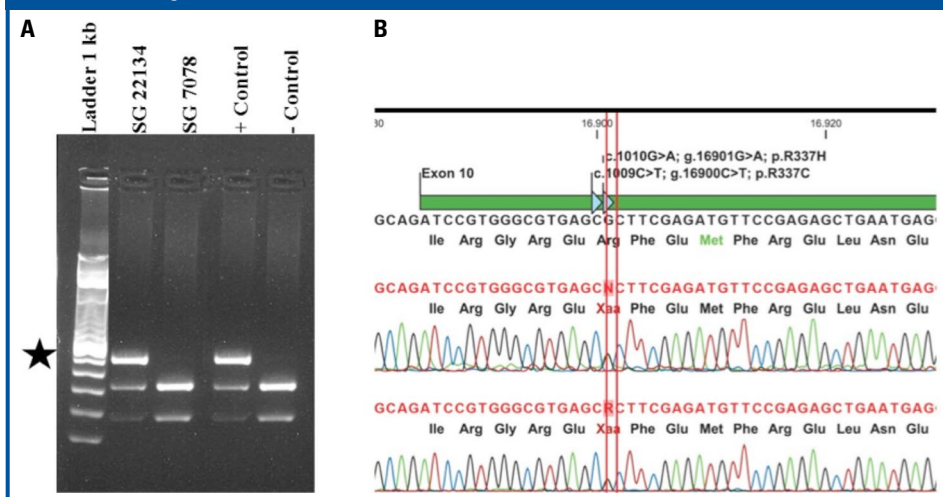 A
B
Ladder 1 kb
SG 22134
SG 7078
+ Control
- Control
16.900
16.920
c.1010G>A; g.16901G>A; p.R337H
Exon 10
c.1009C>T; g.16900C>T; p.R337C
GCAGATCCGTGGGCGTGAGCGCTTCGAGATGTTCCGAGAGCTGAATGAG
Ile Arg Gly Arg Glu Arg Phe Glu Met Phe Arg Glu Leu Asn Glu
GCAGATCCGTGGGCGTGAGCNCTTCGAGATGTTCCGAGAGCTGAATGAG
Ile Arg Gly Arg Glu Xaa Phe Glu Met Phe Arg Glu Leu Asn Glu
GCAGATCCGTGGGCGTGAGCRCTTCGAGATGTTCCGAGAGCTGAATGAG
Ile Arg Gly Arg Glu Xaa Phe Glu Met Phe Arg Glu Leu Asn Glu